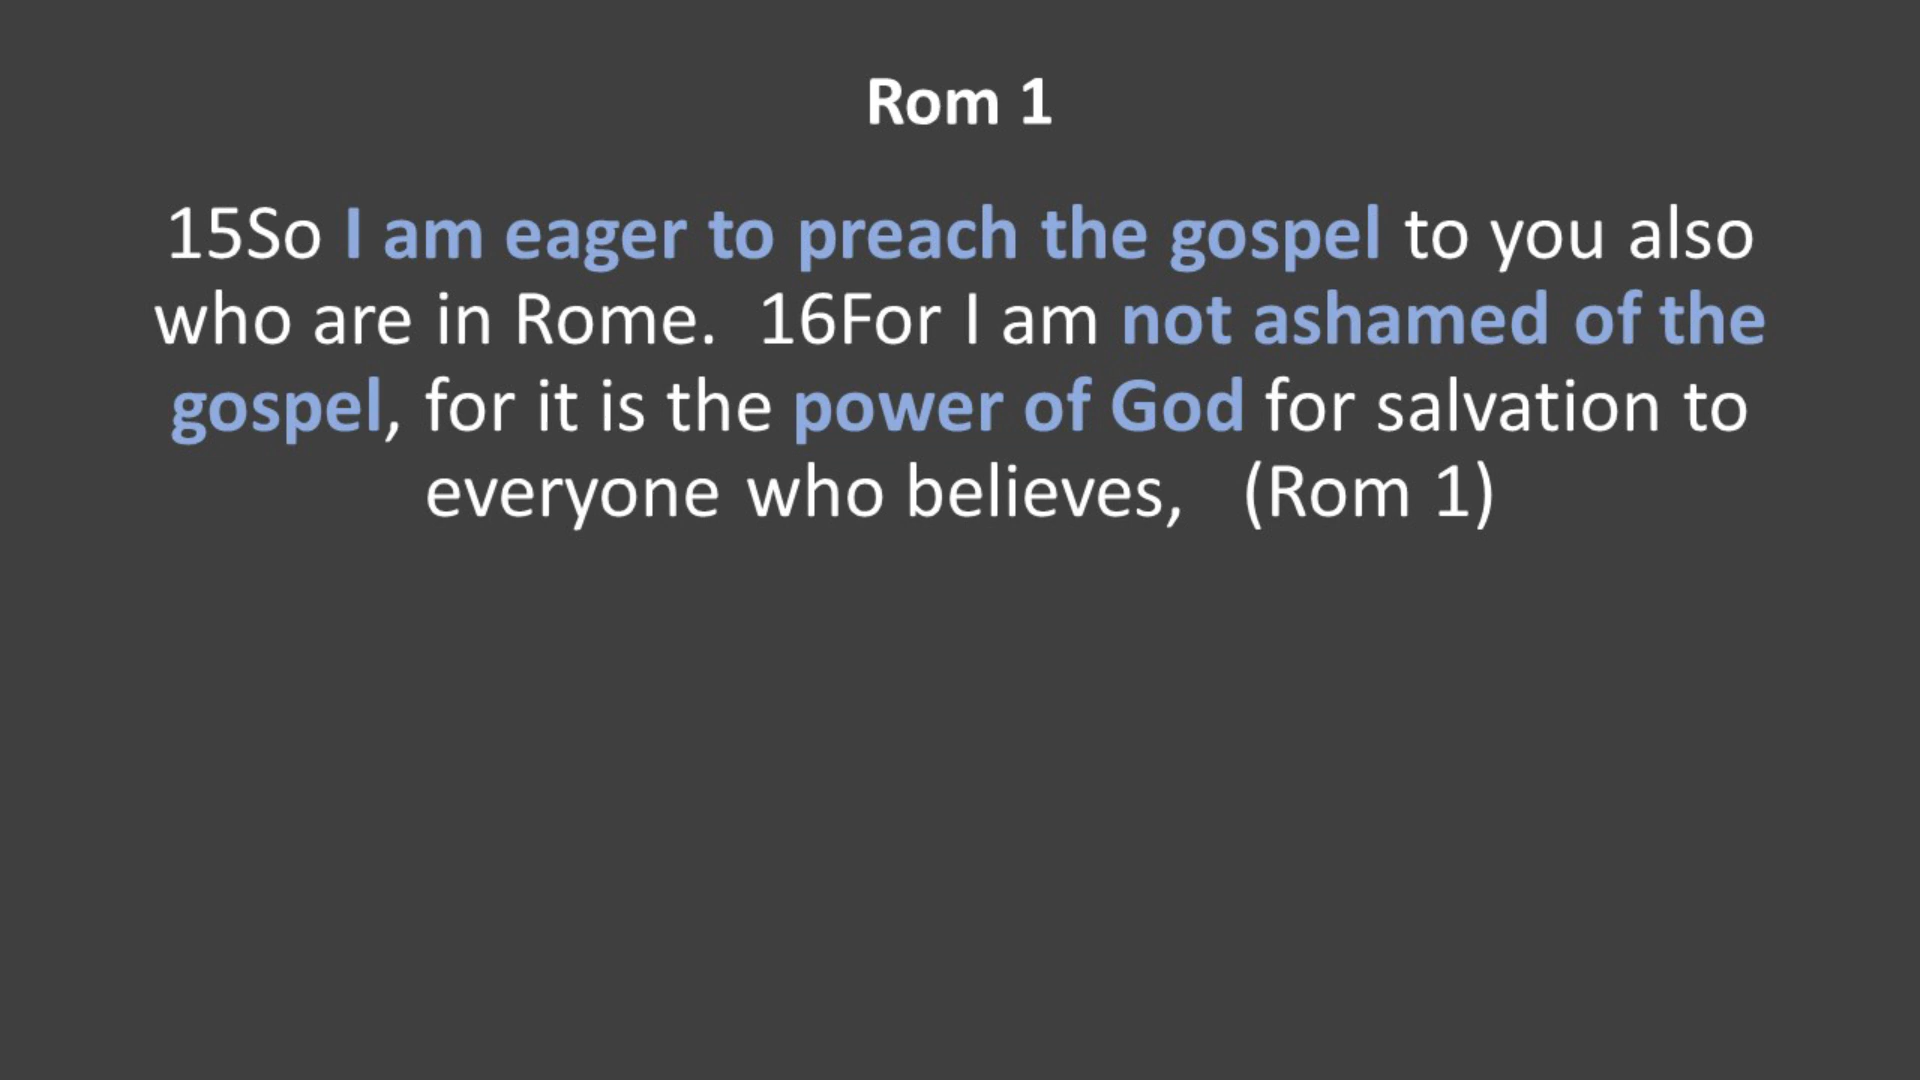 Rom 1
15So I am eager to preach the gospel to you also
who are in Rome.  16For I am not ashamed of the
gospel, for it is the power of God for salvation to
everyone who believes,   (Rom 1)